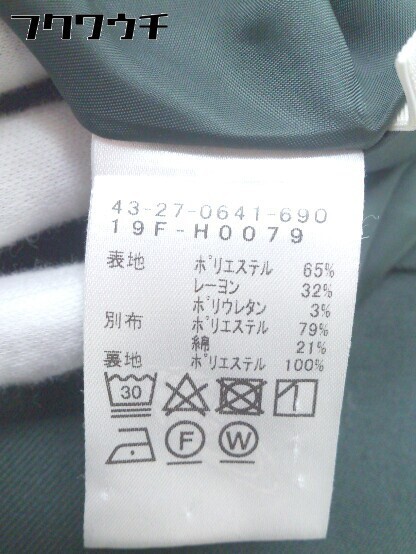 フクワウチ
43-27-0641-690
19F-H0079
表地 ポリエステル 65%
レーヨン 32%
ポリウレタン 3%
別布 ポリエステル 79%
綿 21%
裏地 ポリエステル 100%
30
F W